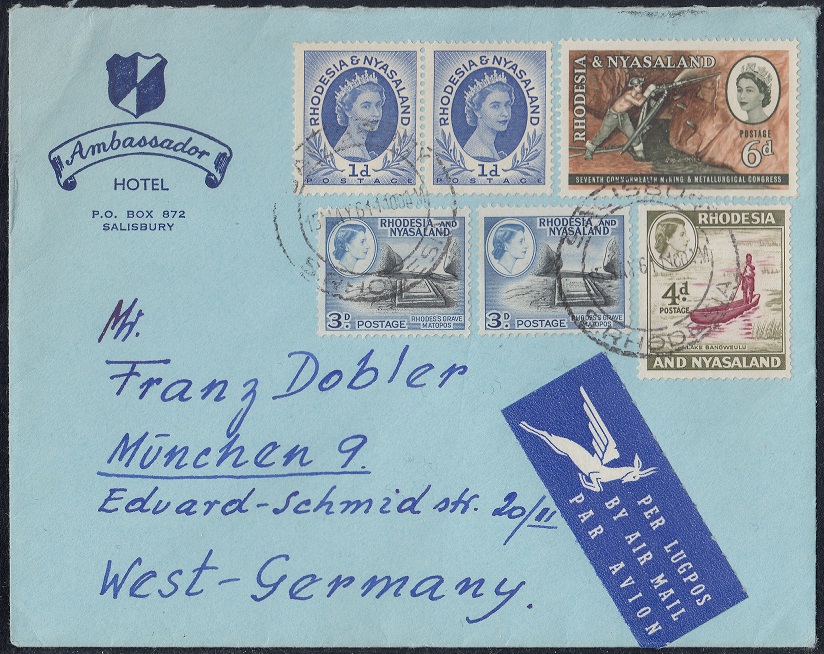 Ambassador
HOTEL
P.O. BOX 872
SALISBURY
RHODESIA & NYASALAND
1d
POSTAGE
RHODESIA & NYASALAND
1d
POSTAGE
RHODESIA & NYASALAND
POSTAGE
6d
SEVENTH COMMONWEALTH MINING & METALLURGICAL CONGRESS
RHODESIA AND
NYASALAND
3D POSTAGE
RHODES'S GRAVE
MATOPOS
RHODESIA AND
NYASALAND
3D POSTAGE
RHODES'S GRAVE
MATOPOS
RHODESIA
4d.
POSTAGE
LAKE BANGWEULU
AND NYASALAND
Mr.
Franz Dobler
München 9.
Eduard-Schmid str. 20/II
West-Germany.
PER LUGPOS
BY AIR MAIL
PAR AVION